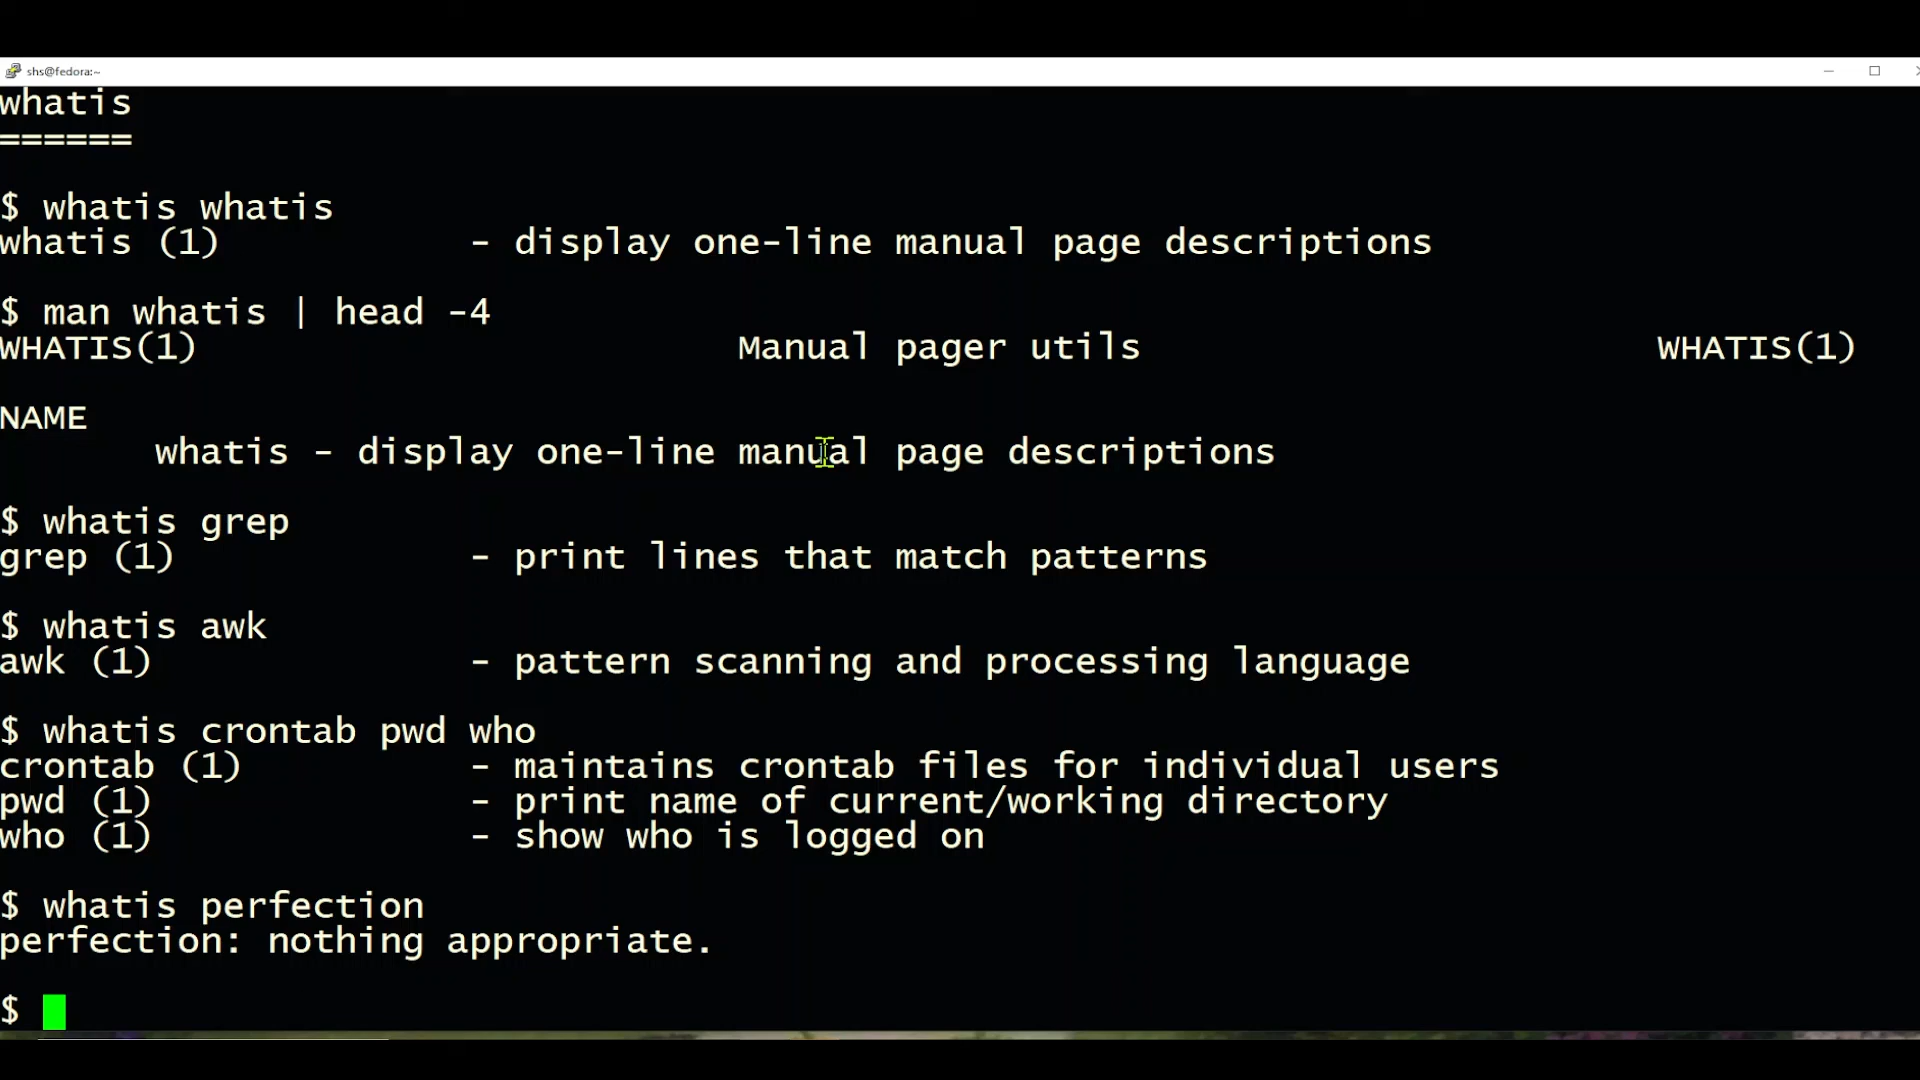 shs@fedora:~
whatis
======
$ whatis whatis
whatis (1)           - display one-line manual page descriptions
$ man whatis | head -4
WHATIS(1)                        Manual pager utils                       WHATIS(1)
NAME
       whatis - display one-line manual page descriptions
$ whatis grep
grep (1)             - print lines that match patterns
$ whatis awk
awk (1)              - pattern scanning and processing language
$ whatis crontab pwd who
crontab (1)          - maintains crontab files for individual users
pwd (1)              - print name of current/working directory
who (1)              - show who is logged on
$ whatis perfection
perfection: nothing appropriate.
$